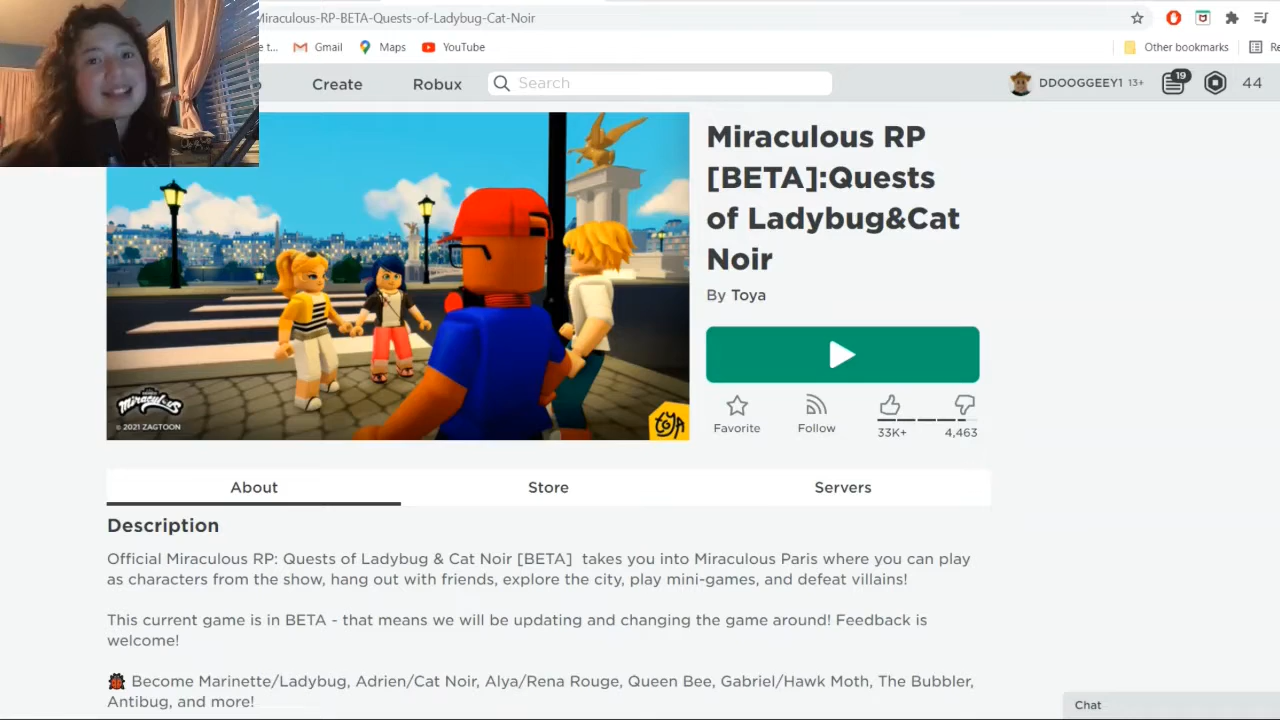 Miraculous-RP-BETA-Quests-of-Ladybug-Cat-Noir
Gmail Maps YouTube Other bookmarks
Create Robux Search DDOOGGEEY1 13+ 19 44
Miraculous RP
[BETA]:Quests
of Ladybug&Cat
Noir
By Toya
Miraculous
© 2021 ZAGTOON
TOYA
Favorite Follow 33K+ 4,463
About Store Servers
Description
Official Miraculous RP: Quests of Ladybug & Cat Noir [BETA] takes you into Miraculous Paris where you can play
as characters from the show, hang out with friends, explore the city, play mini-games, and defeat villains!
This current game is in BETA - that means we will be updating and changing the game around! Feedback is
welcome!
🐞 Become Marinette/Ladybug, Adrien/Cat Noir, Alya/Rena Rouge, Queen Bee, Gabriel/Hawk Moth, The Bubbler,
Antibug, and more!
Chat